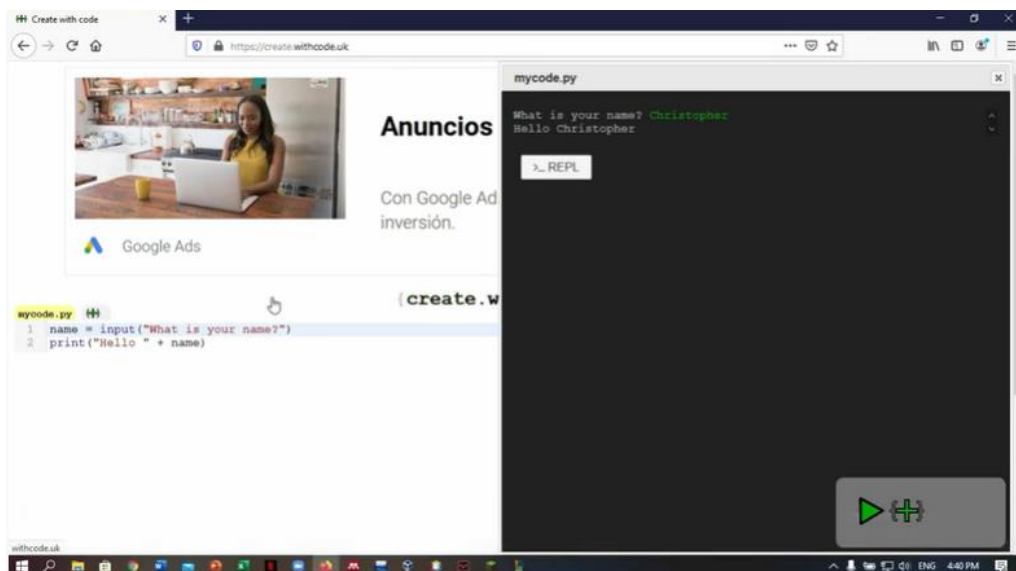 Create with code
https://create.withcode.uk
Anuncios
Con Google Ad
inversión.
Google Ads
{create.w
mycode.py
1 name = input("What is your name?")
2 print("Hello " + name)
mycode.py
What is your name? Christopher
Hello Christopher
>_ REPL
withcode.uk
ENG 4:40 PM